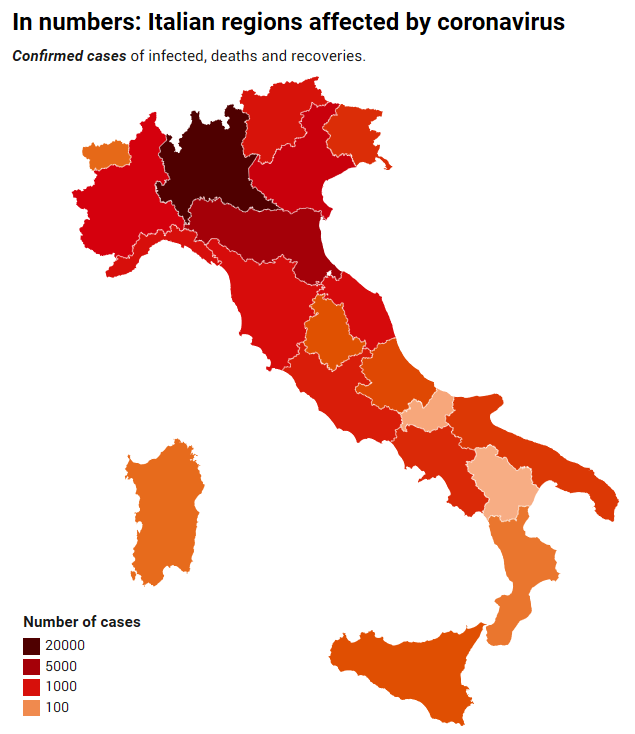 In numbers: Italian regions affected by coronavirus
Confirmed cases of infected, deaths and recoveries.
Number of cases
20000
5000
1000
100